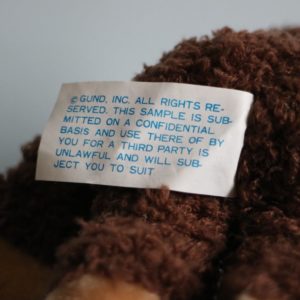 © GUND, INC. ALL RIGHTS RE-
SERVED. THIS SAMPLE IS SUB-
MITTED ON A CONFIDENTIAL
BASIS AND USE THERE OF BY
YOU FOR A THIRD PARTY IS
UNLAWFUL AND WILL SUB-
JECT YOU TO SUIT